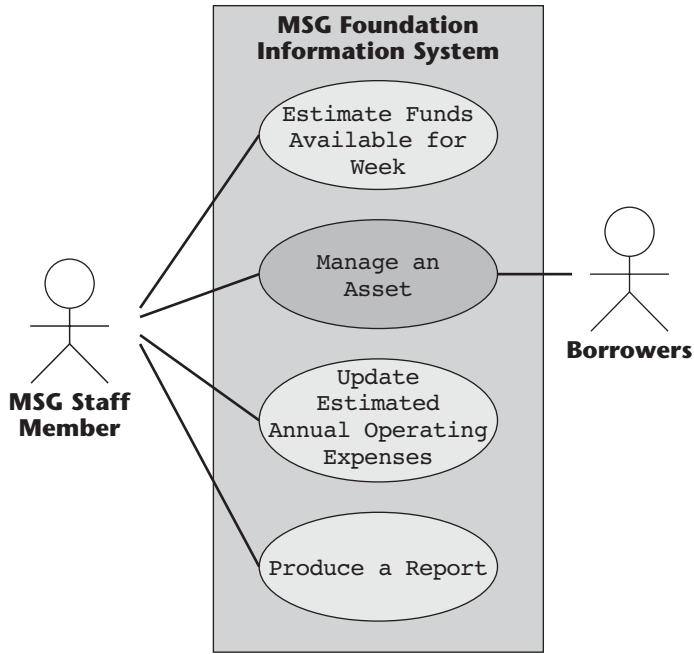 MSG Foundation
Information System
Estimate Funds
Available for
Week
Manage an
Asset
Borrowers
MSG Staff
Member
Update
Estimated
Annual Operating
Expenses
Produce a Report